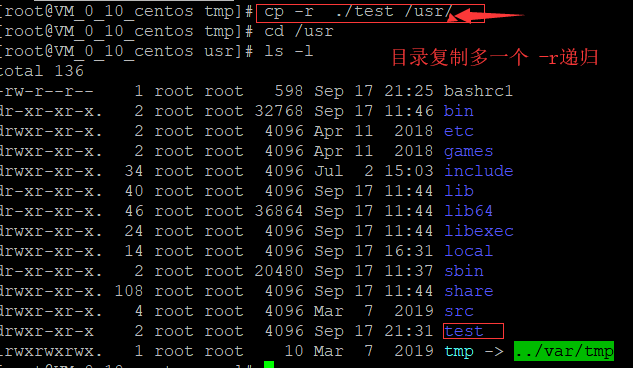 [root@VM_0_10_centos tmp]# cp -r ./test /usr/
[root@VM_0_10_centos tmp]# cd /usr
[root@VM_0_10_centos usr]# ls -l
目录复制多一个 -r递归
total 136
-rw-r--r-- 1 root root 598 Sep 17 21:25 bashrc1
dr-xr-xr-x. 2 root root 32768 Sep 17 11:46 bin
drwxr-xr-x. 2 root root 4096 Apr 11 2018 etc
drwxr-xr-x. 2 root root 4096 Apr 11 2018 games
drwxr-xr-x. 34 root root 4096 Jul 2 15:03 include
dr-xr-xr-x. 40 root root 4096 Sep 17 11:44 lib
dr-xr-xr-x. 46 root root 36864 Sep 17 11:44 lib64
drwxr-xr-x. 24 root root 4096 Sep 17 11:44 libexec
drwxr-xr-x. 14 root root 4096 Sep 17 16:31 local
dr-xr-xr-x. 2 root root 20480 Sep 17 11:37 sbin
drwxr-xr-x. 108 root root 4096 Sep 17 11:44 share
drwxr-xr-x. 4 root root 4096 Mar 7 2019 src
drwxr-xr-x 2 root root 4096 Sep 17 21:31 test
lrwxrwxrwx. 1 root root 10 Mar 7 2019 tmp -> ../var/tmp